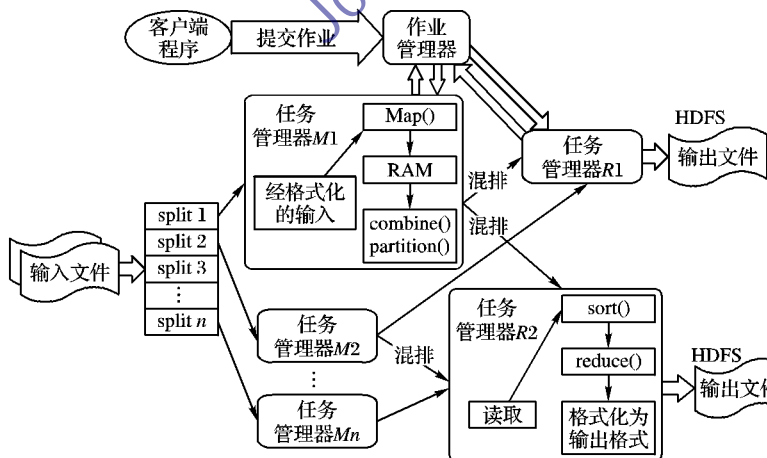 客户端
程序
提交作业
作业
管理器
任务
管理器M1
Map()
RAM
经格式化
的输入
combine()
partition()
混排
混排
任务
管理器R1
HDFS
输出文件
输入文件
split 1
split 2
split 3
⋮
split n
任务
管理器M2
⋮
任务
管理器Mn
混排
任务
管理器R2
sort()
reduce()
读取
格式化为
输出格式
HDFS
输出文件